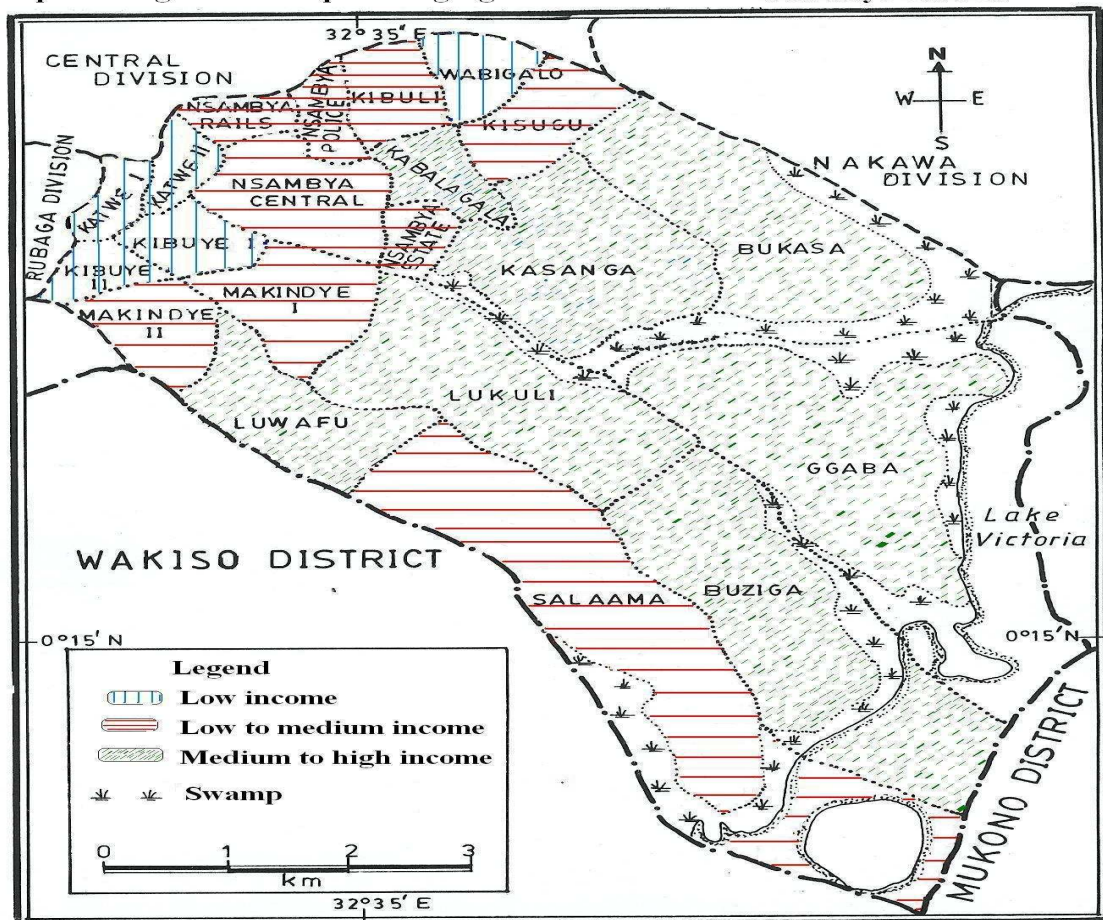 32° 35' E
CENTRAL
DIVISION
WABIGALO
N
W E
S
KIBULI
NSAMBYA
RAILS
NSAMBYA
POLICE
KISUGU
RUBAGA DIVISION
KATWE I
KATWE II
KABALAGALA
NAKAWA
DIVISION
NSAMBYA
CENTRAL
NSAMBYA
ESTATE
BUKASA
KIBUYE I
KASANGA
KIBUYE
II
MAKINDYE
I
MAKINDYE
II
LUKULI
LUWAFU
GGABA
Lake
Victoria
WAKISO DISTRICT
BUZIGA
SALAAMA
0°15' N
0°15' N
Legend
Low income
Low to medium income
Medium to high income
Swamp
MUKONO DISTRICT
0 1 2 3
km
32° 35' E